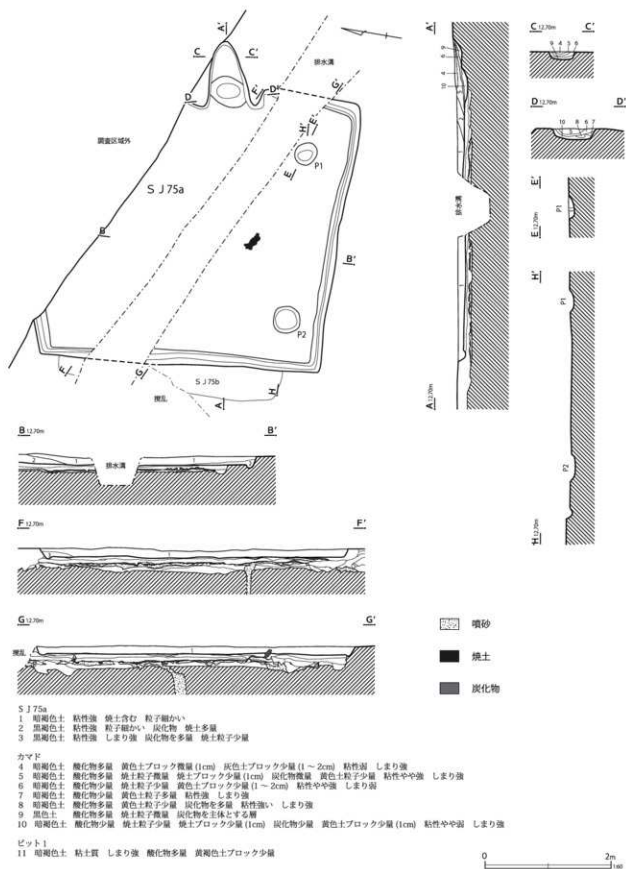 A'
C C'
排水溝
D D'
F'
G'
E'
H'
調査区域外
E
P1
S J 75a
B
B'
P2
F
G
S J 75b
H
撹乱
A
A'
9
8
4
10
排水溝
1
A 12.70m
C 12.70m C'
9 4 5 6
D 12.70m D'
10 8 6 7
5
E'
P1
E 12.70m
H'
P1
P2
H 12.70m
B 12.70m B'
2 1 排水溝 1
F 12.70m F'
1
G 12.70m G'
撹乱
1
噴砂
焼土
炭化物
S J 75a
1 暗褐色土 粘性強 焼土含む 粒子細かい
2 黒褐色土 粘性強 粒子細かい 炭化物 焼土多量
3 黒褐色土 粘性強 しまり強 炭化物を多量 焼土粒子少量
カマド
4 暗褐色土 酸化物多量 黄色土ブロック微量 (1cm) 灰色土ブロック少量 (1 ~ 2cm) 粘性弱 しまり強
5 暗褐色土 酸化物多量 焼土粒子微量 焼土ブロック少量 (1cm) 炭化物微量 黄色土粒子少量 粘性やや強 しまり強
6 暗褐色土 酸化物少量 焼土粒子少量 黄色土ブロック少量 (1 ~ 2cm) 粘性やや強 しまり弱
7 暗褐色土 酸化物少量 黄色土粒子多量 粘性強 しまり強
8 暗褐色土 酸化物多量 黄色土粒子少量 炭化物を多量 粘性強い しまり強
9 黒色土 酸化物多量 焼土粒子微量 炭化物を主体とする層
10 暗褐色土 酸化物少量 焼土粒子少量 焼土ブロック少量 (1cm) 炭化物少量 黄色土粒子少量 (1cm) 粘性やや弱 しまり強
ピット 1
11 暗褐色土 粘土質 しまり強 酸化物多量 黄褐色土ブロック少量
0 2m
1:60